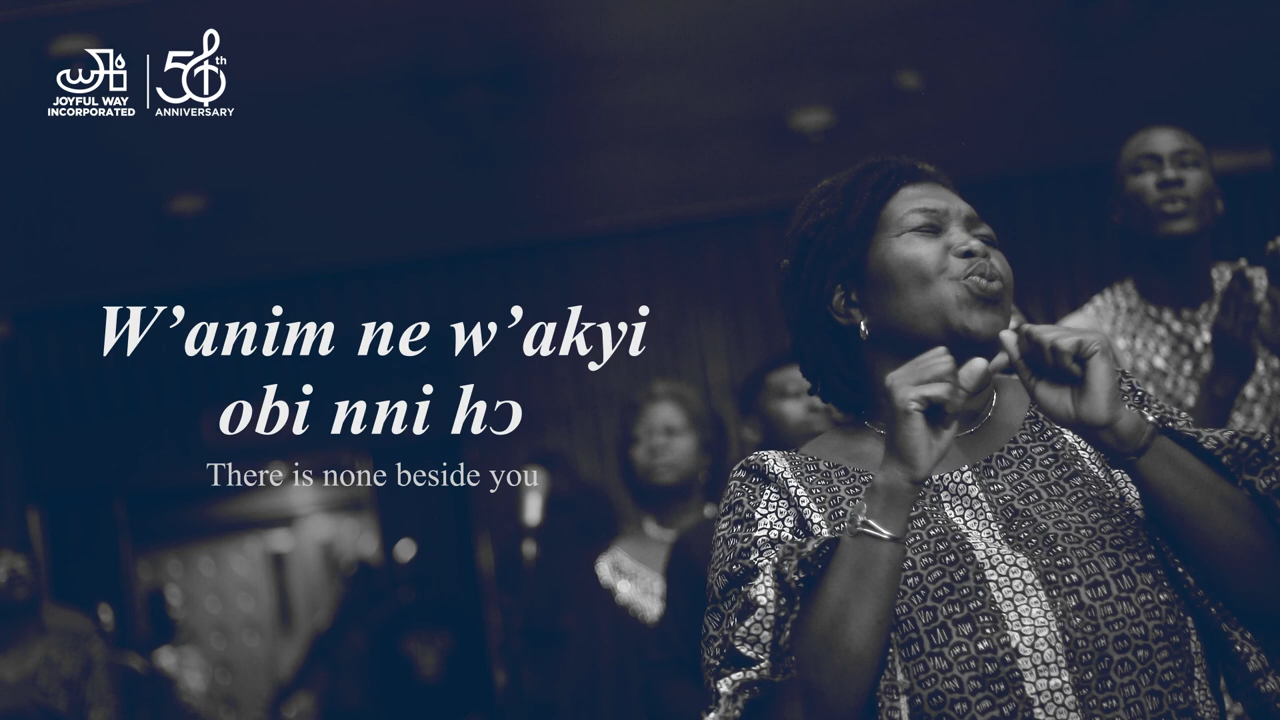 JOYFUL WAY
INCORPORATED
50th
ANNIVERSARY
W’anim ne w’akyi
obi nni hɔ
There is none beside you